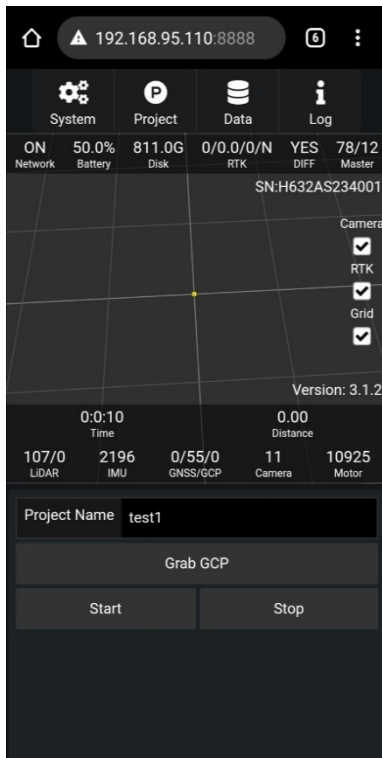 192.168.95.110:8888 6
System Project Data Log
ON 50.0% 811.0G 0/0.0/0/N YES 78/12
Network Battery Disk RTK DIFF Master
SN:H632AS234001
Camera
RTK
Grid
Version: 3.1.2
0:0:10 0.00
Time Distance
107/0 2196 0/55/0 11 10925
LiDAR IMU GNSS/GCP Camera Motor
Project Name test1
Grab GCP
Start Stop